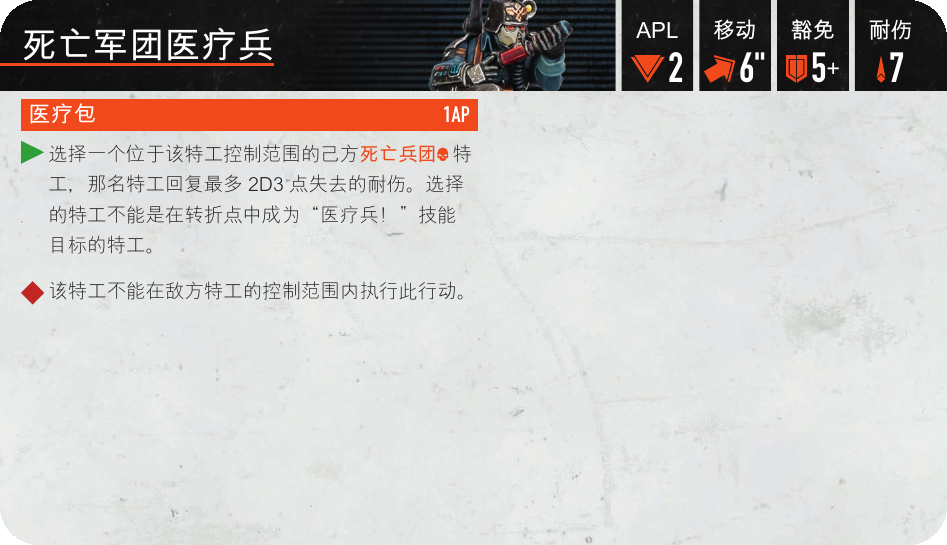 死亡军团医疗兵
APL
2
移动
6"
豁免
5+
耐伤
7
医疗包 1AP
选择一个位于该特工控制范围的己方死亡兵团特
工，那名特工回复最多 2D3 点失去的耐伤。选择
的特工不能是在转折点中成为“医疗兵！”技能
目标的特工。
该特工不能在敌方特工的控制范围内执行此行动。